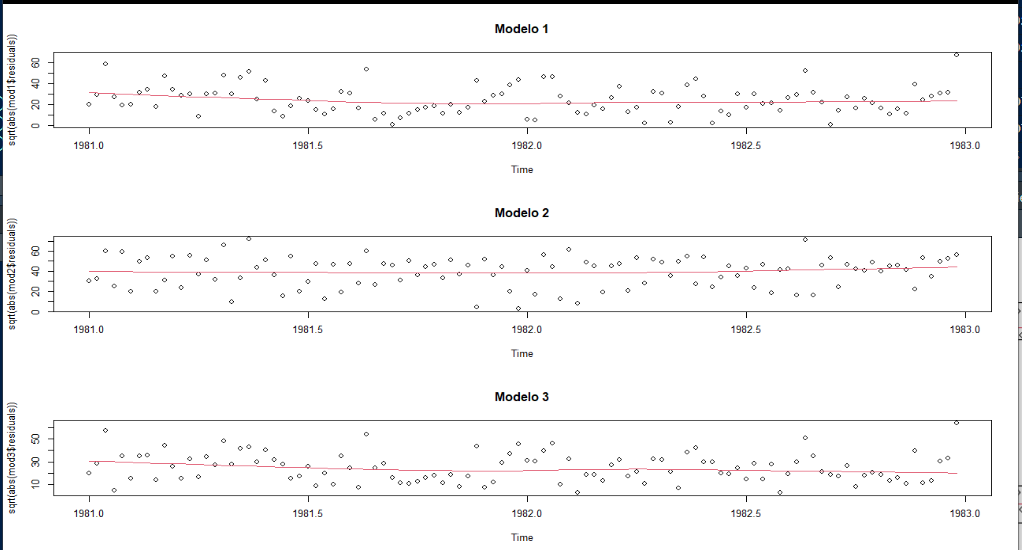 Modelo 1
sqrt(abs(mod1$residuals))
60
40
20
0
1981.0 1981.5 1982.0 1982.5 1983.0
Time
Modelo 2
sqrt(abs(mod2$residuals))
60
40
20
0
1981.0 1981.5 1982.0 1982.5 1983.0
Time
Modelo 3
sqrt(abs(mod3$residuals))
50
30
10
1981.0 1981.5 1982.0 1982.5 1983.0
Time